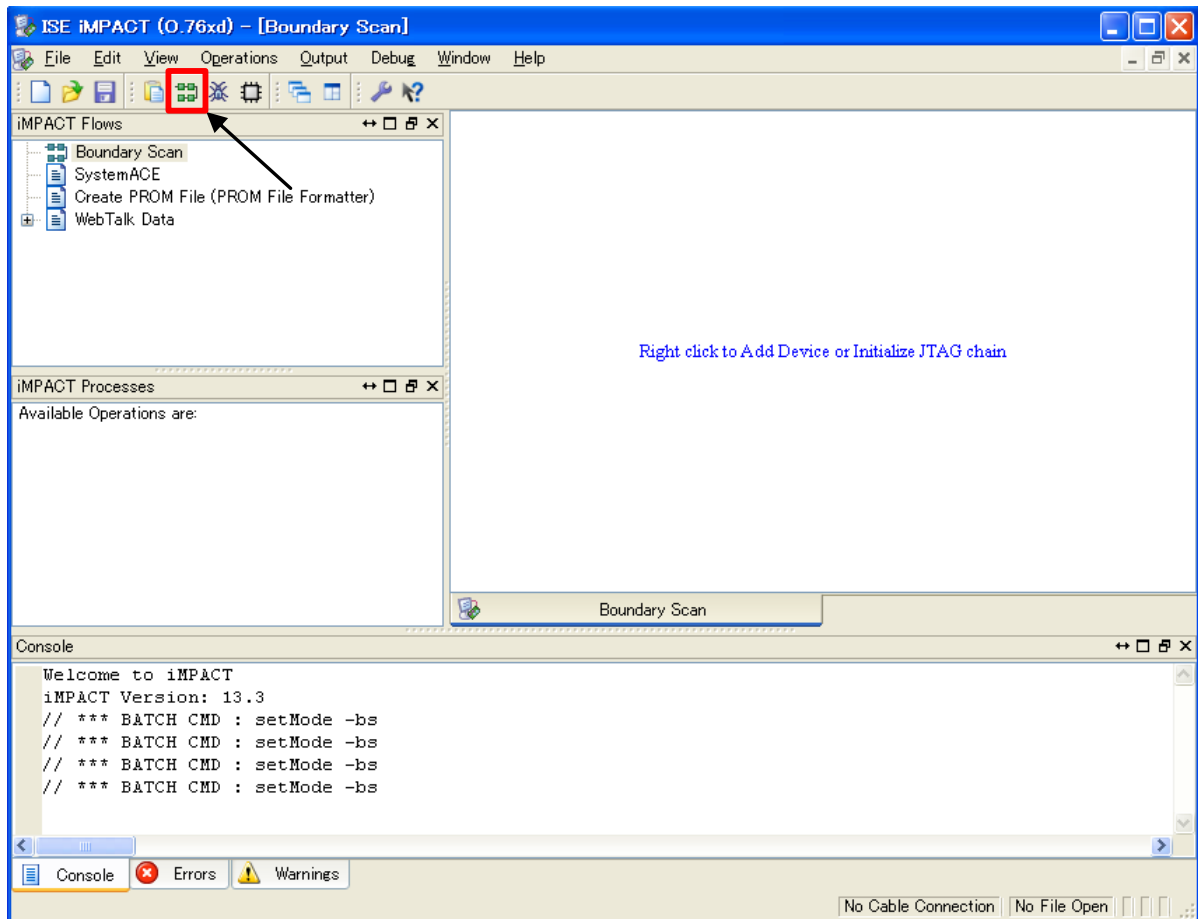 ISE iMPACT (O.76xd) - [Boundary Scan]
File Edit View Operations Output Debug Window Help
iMPACT Flows
Boundary Scan
SystemACE
Create PROM File (PROM File Formatter)
WebTalk Data
Right click to Add Device or Initialize JTAG chain
iMPACT Processes
Available Operations are:
Boundary Scan
Console
Welcome to iMPACT
iMPACT Version: 13.3
// *** BATCH CMD : setMode -bs
// *** BATCH CMD : setMode -bs
// *** BATCH CMD : setMode -bs
// *** BATCH CMD : setMode -bs
Console Errors Warnings
No Cable Connection No File Open